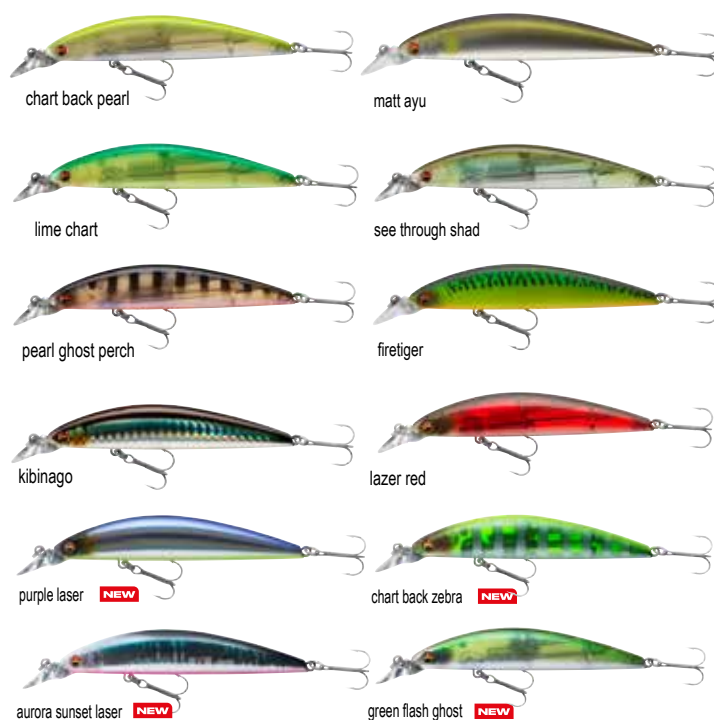 chart back pearl
matt ayu
lime chart
see through shad
pearl ghost perch
firetiger
kibinago
lazer red
purple laser NEW
chart back zebra NEW
aurora sunset laser NEW
green flash ghost NEW